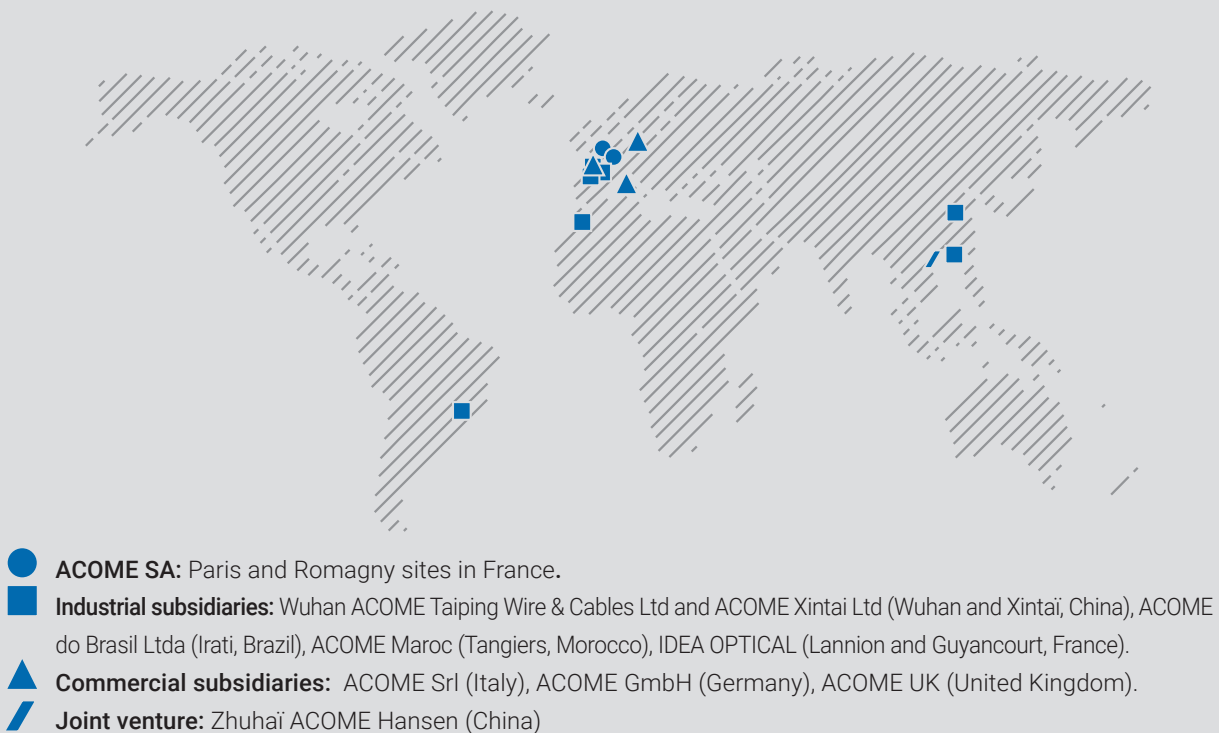 ACOME SA: Paris and Romagny sites in France.
Industrial subsidiaries: Wuhan ACOME Taiping Wire & Cables Ltd and ACOME Xintai Ltd (Wuhan and Xintaï, China), ACOME
do Brasil Ltda (Irati, Brazil), ACOME Maroc (Tangiers, Morocco), IDEA OPTICAL (Lannion and Guyancourt, France).
Commercial subsidiaries: ACOME Srl (Italy), ACOME GmbH (Germany), ACOME UK (United Kingdom).
Joint venture: Zhuhaï ACOME Hansen (China)